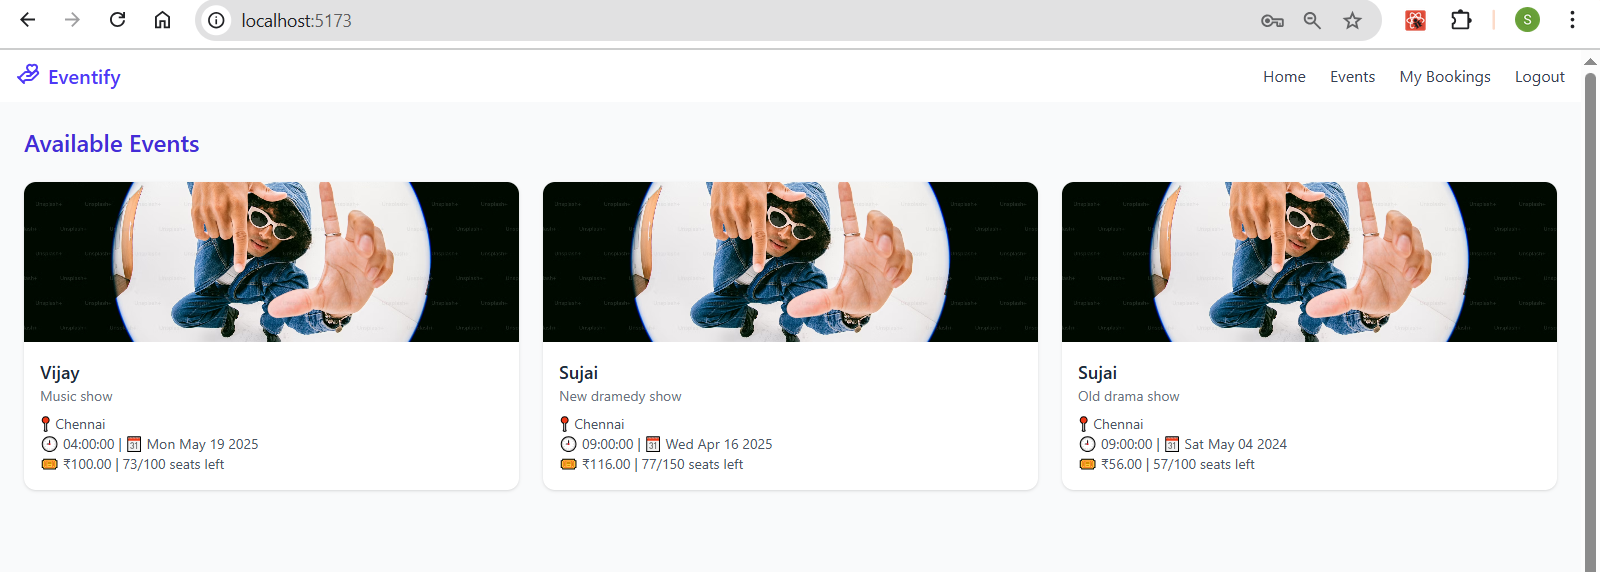 localhost:5173
S
Eventify
Home Events My Bookings Logout
Available Events
Vijay
Music show
Chennai
04:00:00 | 31 Mon May 19 2025
₹100.00 | 73/100 seats left
Sujai
New dramedy show
Chennai
09:00:00 | 31 Wed Apr 16 2025
₹116.00 | 77/150 seats left
Sujai
Old drama show
Chennai
09:00:00 | 31 Sat May 04 2024
₹56.00 | 57/100 seats left